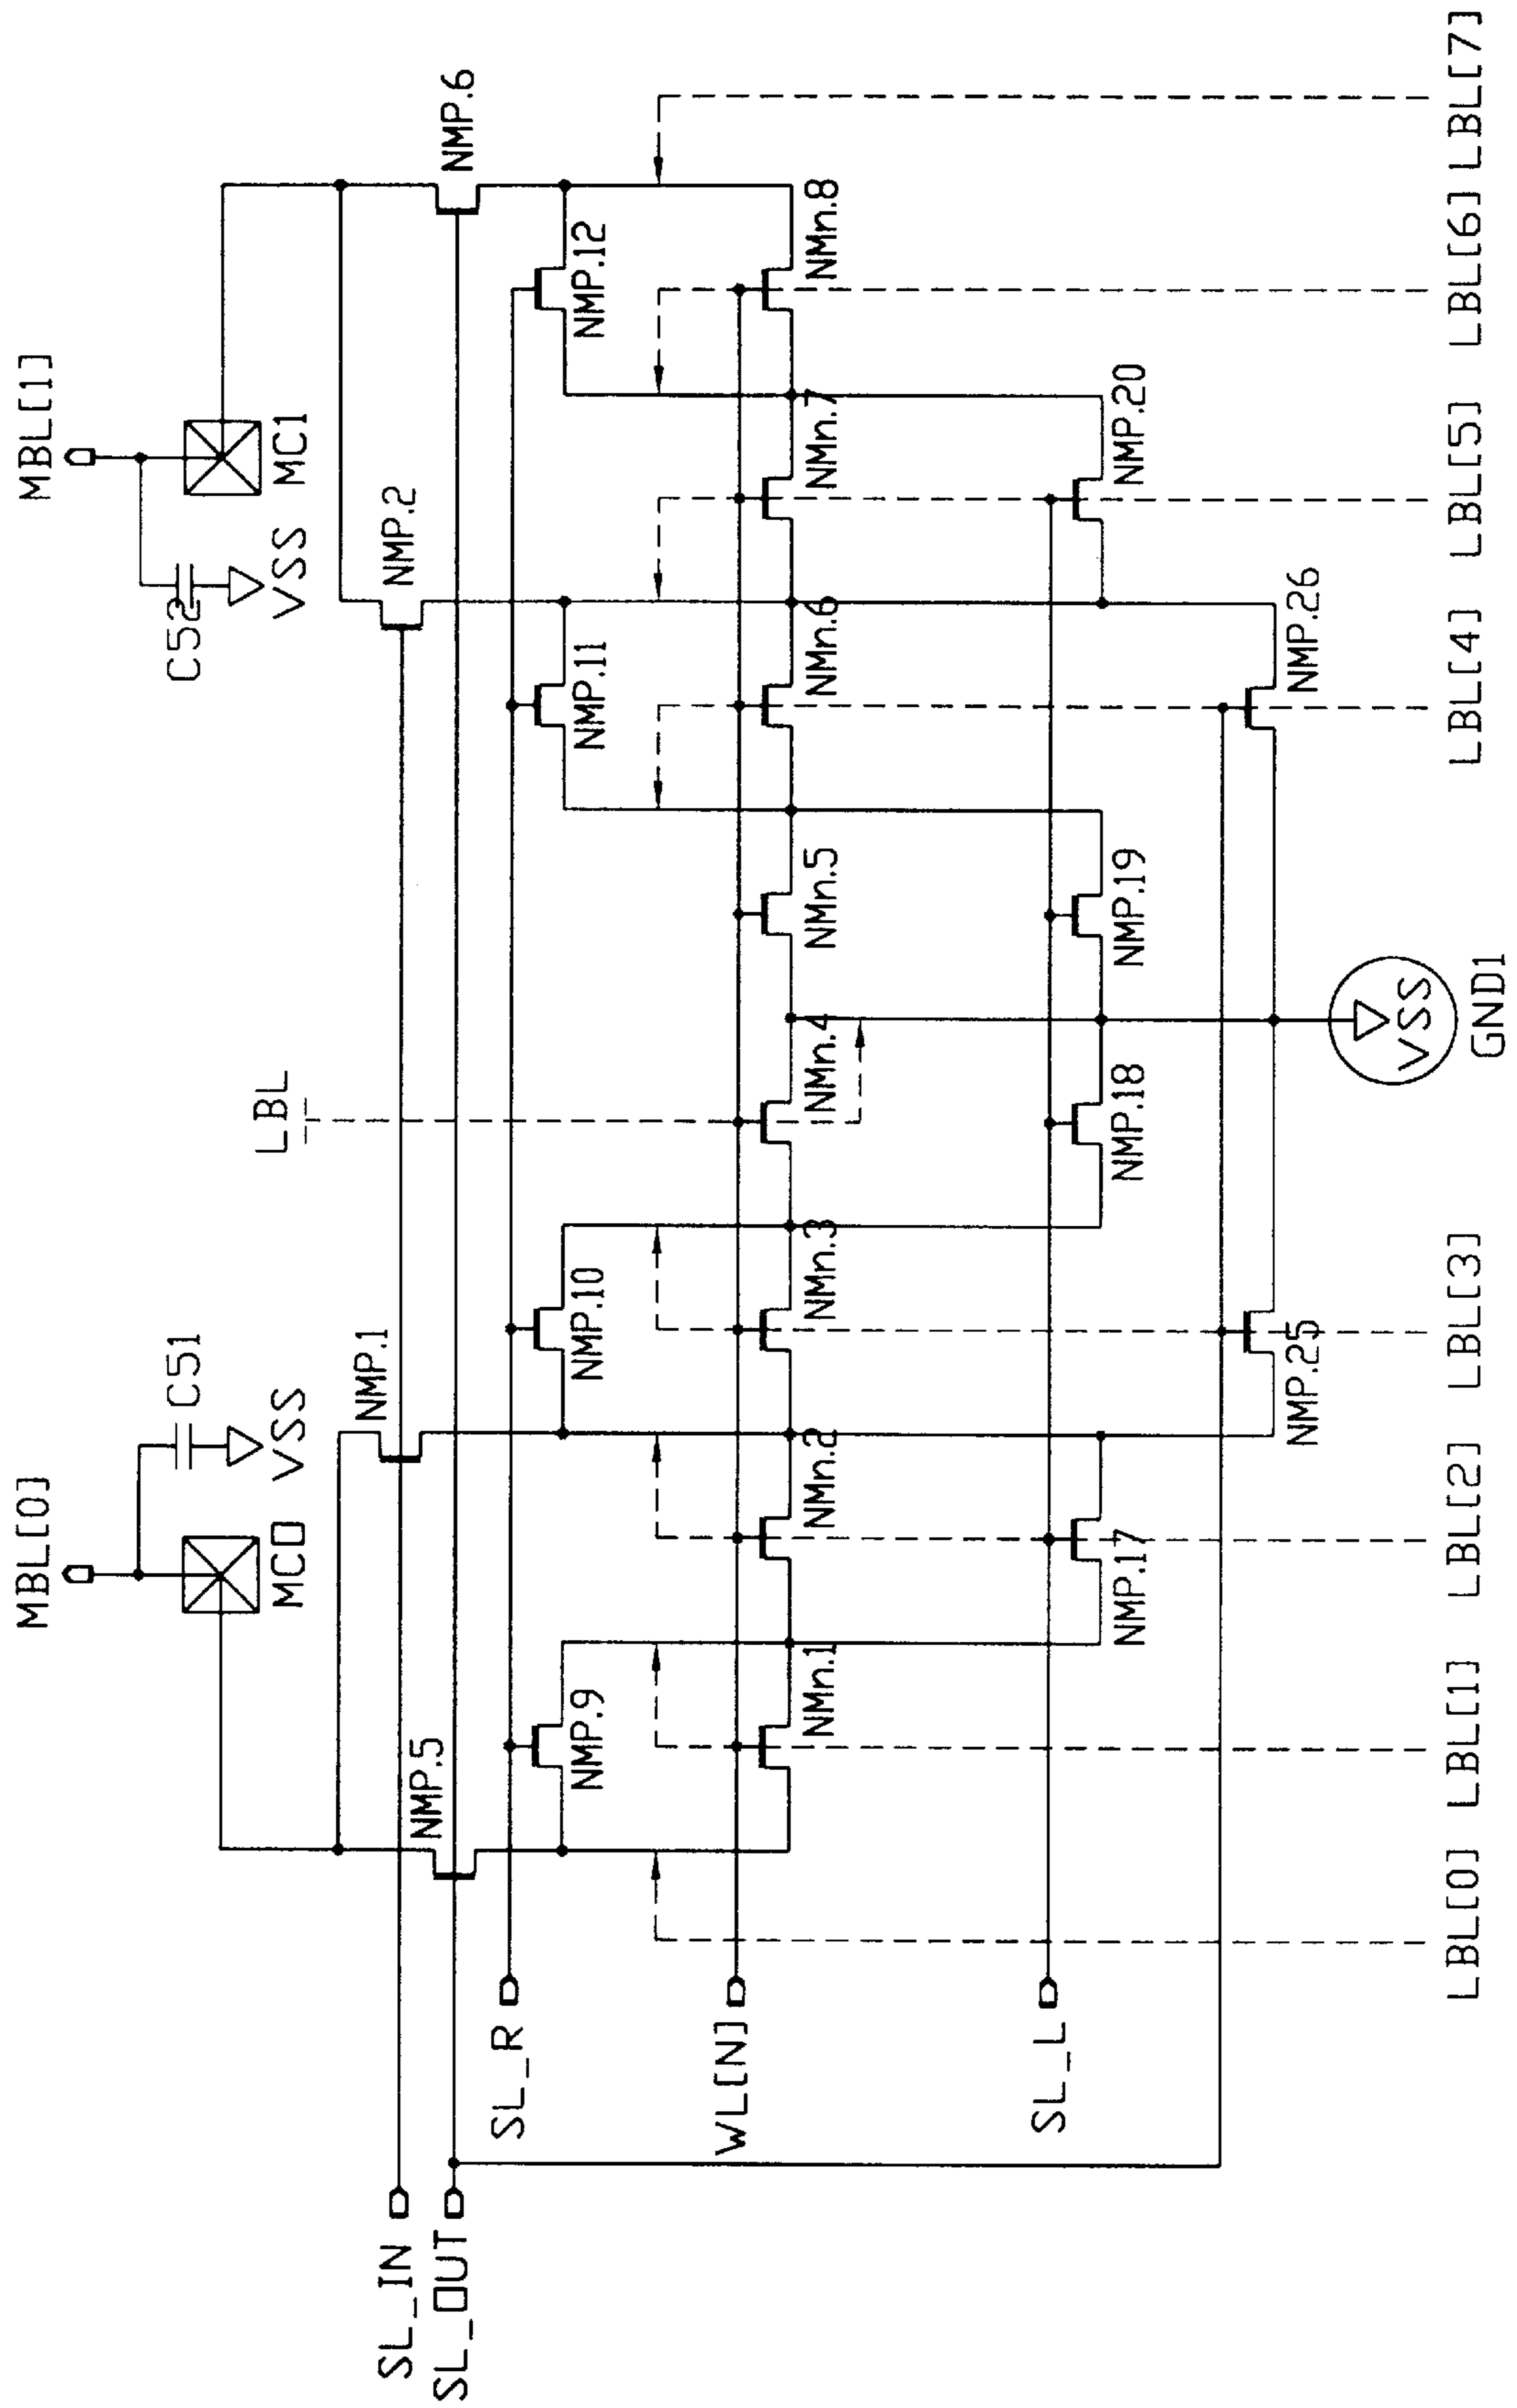 MBL[0]
MBL[1]
C51
VSS
MC0
C52
VSS
MC1
LBL
NMP.1
NMP.2
SL_IN
NMP.5
NMP.6
SL_OUT
SL_R
NMP.9
NMP.10
NMP.11
NMP.12
WL[N]
NMn.1
NMn.2
NMn.3
NMn.4
NMn.5
NMn.6
NMn.7
NMn.8
SL_L
NMP.17
NMP.18
NMP.19
NMP.20
NMP.25
NMP.26
VSS
GND1
LBL[0]
LBL[1]
LBL[2]
LBL[3]
LBL[4]
LBL[5]
LBL[6]
LBL[7]